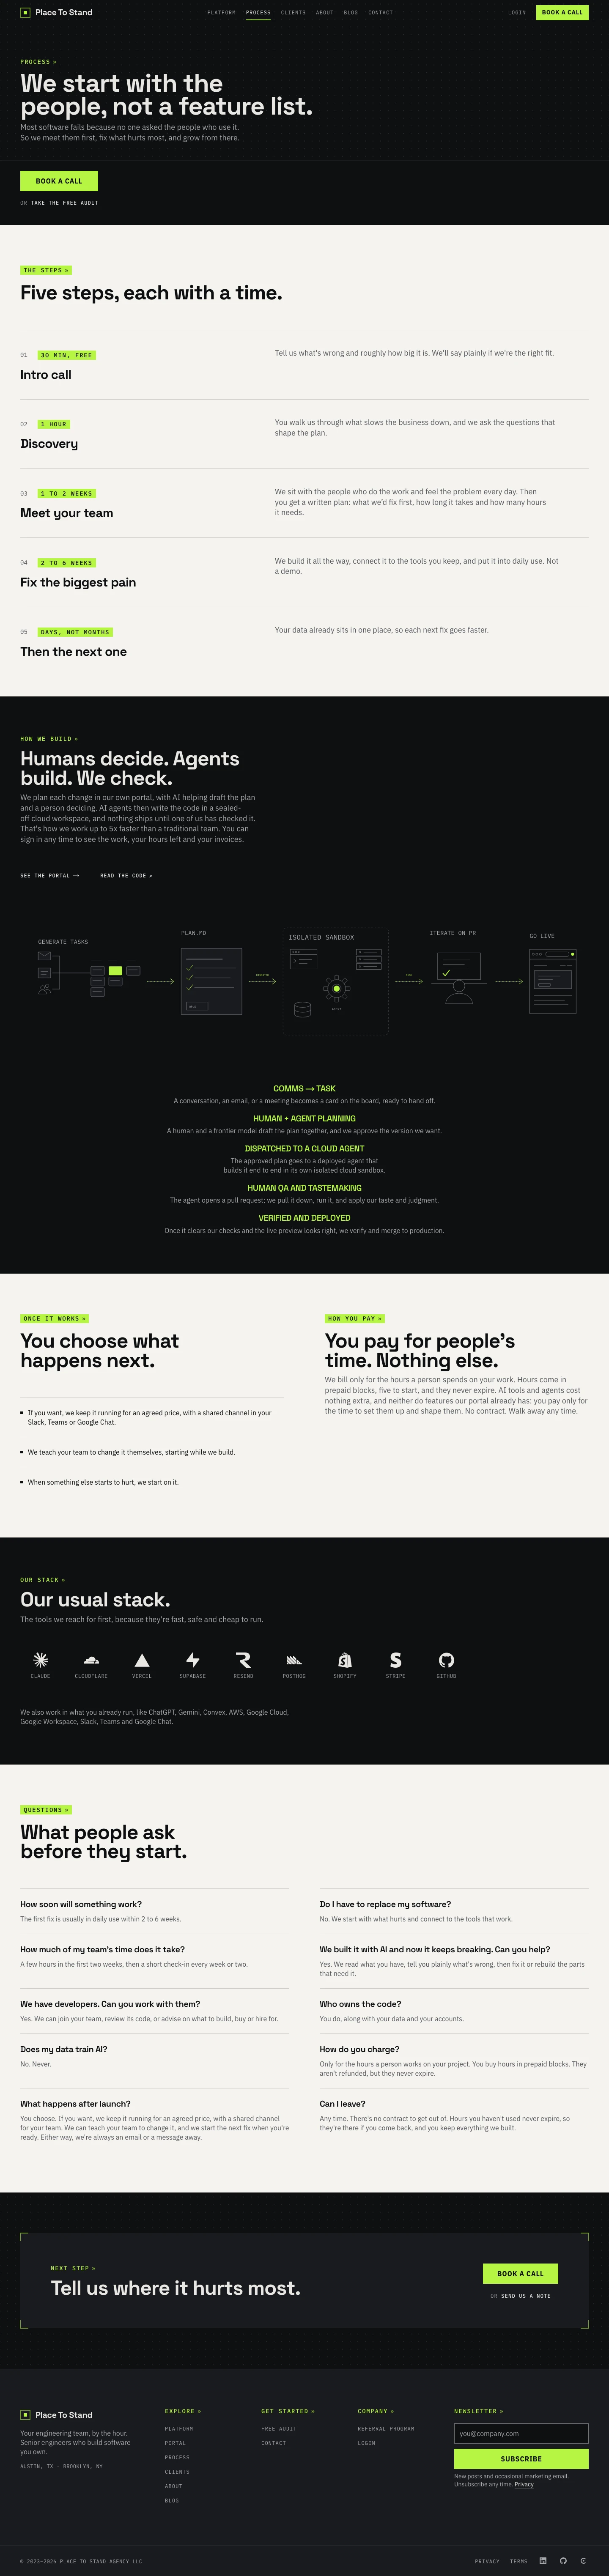 Place To Stand
PLATFORM
PROCESS
CLIENTS
ABOUT
BLOG
CONTACT
LOGIN
BOOK A CALL
PROCESS »
We start with the
people, not a feature list.
Most software fails because no one asked the people who use it.
So we meet them first, fix what hurts most, and grow from there.
BOOK A CALL
OR TAKE THE FREE AUDIT
THE STEPS »
Five steps, each with a time.
01 30 MIN, FREE
Intro call
Tell us what's wrong and roughly how big it is. We'll say plainly if we're the right fit.
02 1 HOUR
Discovery
You walk us through what slows the business down, and we ask the questions that
shape the plan.
03 1 TO 2 WEEKS
Meet your team
We sit with the people who do the work and feel the problem every day. Then
you get a written plan: what we'd fix first, how long it takes and how many hours
it needs.
04 2 TO 6 WEEKS
Fix the biggest pain
We build it all the way, connect it to the tools you keep, and put it into daily use. Not
a demo.
05 DAYS, NOT MONTHS
Then the next one
Your data already sits in one place, so each next fix goes faster.
HOW WE BUILD »
Humans decide. Agents
build. We check.
We plan each change in our own portal, with AI helping draft the plan
and a person deciding. AI agents then write the code in a sealed-
off cloud workspace, and nothing ships until one of us has checked it.
That's how we work up to 5x faster than a traditional team. You can
sign in any time to see the work, your hours left and your invoices.
SEE THE PORTAL ⟶
READ THE CODE ↗
GENERATE TASKS
PLAN.MD
ISOLATED SANDBOX
ITERATE ON PR
GO LIVE
AGENT
COMMS ⟶ TASK
A conversation, an email, or a meeting becomes a card on the board, ready to hand off.
HUMAN + AGENT PLANNING
A human and a frontier model draft the plan together, and we approve the version we want.
DISPATCHED TO A CLOUD AGENT
The approved plan goes to a deployed agent that
builds it end to end in its own isolated cloud sandbox.
HUMAN QA AND TASTEMAKING
The agent opens a pull request; we pull it down, run it, and apply our taste and judgment.
VERIFIED AND DEPLOYED
Once it clears our checks and the live preview looks right, we verify and merge to production.
ONCE IT WORKS »
You choose what
happens next.
If you want, we keep it running for an agreed price, with a shared channel in your
Slack, Teams or Google Chat.
We teach your team to change it themselves, starting while we build.
When something else starts to hurt, we start on it.
HOW YOU PAY »
You pay for people's
time. Nothing else.
We bill only for the hours a person spends on your work. Hours come in
prepaid blocks, five to start, and they never expire. AI tools and agents cost
nothing extra, and neither do features our portal already has: you pay only for
the time to set them up and shape them. No contract. Walk away any time.
OUR STACK »
Our usual stack.
The tools we reach for first, because they're fast, safe and cheap to run.
CLAUDE
CLOUDFLARE
VERCEL
SUPABASE
RESEND
POSTHOG
SHOPIFY
STRIPE
GITHUB
We also work in what you already run, like ChatGPT, Gemini, Convex, AWS, Google Cloud,
Google Workspace, Slack, Teams and Google Chat.
QUESTIONS »
What people ask
before they start.
How soon will something work?
The first fix is usually in daily use within 2 to 6 weeks.
Do I have to replace my software?
No. We start with what hurts and connect to the tools that work.
How much of my team's time does it take?
A few hours in the first two weeks, then a short check-in every week or two.
We built it with AI and now it keeps breaking. Can you help?
Yes. We read what you have, tell you plainly what's wrong, then fix it or rebuild the parts
that need it.
We have developers. Can you work with them?
Yes. We can join your team, review its code, or advise on what to build, buy or hire for.
Who owns the code?
You do, along with your data and your accounts.
Does my data train AI?
No. Never.
How do you charge?
Only for the hours a person works on your project. You buy hours in prepaid blocks. They
aren't refunded, but they never expire.
What happens after launch?
You choose. If you want, we keep it running for an agreed price, with a shared channel
for your team. We can teach your team to change it, and we start the next fix when you're
ready. Either way, we're always an email or a message away.
Can I leave?
Any time. There's no contract to get out of. Hours you haven't used never expire, so
they're there if you come back, and you keep everything we built.
NEXT STEP »
Tell us where it hurts most.
BOOK A CALL
OR SEND US A NOTE
Place To Stand
Your engineering team, by the hour.
Senior engineers who build software
you own.
AUSTIN, TX · BROOKLYN, NY
EXPLORE »
PLATFORM
PORTAL
PROCESS
CLIENTS
ABOUT
BLOG
GET STARTED »
FREE AUDIT
CONTACT
COMPANY »
REFERRAL PROGRAM
LOGIN
NEWSLETTER »
you@company.com
SUBSCRIBE
New posts and occasional marketing email.
Unsubscribe any time. Privacy
© 2023–2026 PLACE TO STAND AGENCY LLC
PRIVACY
TERMS